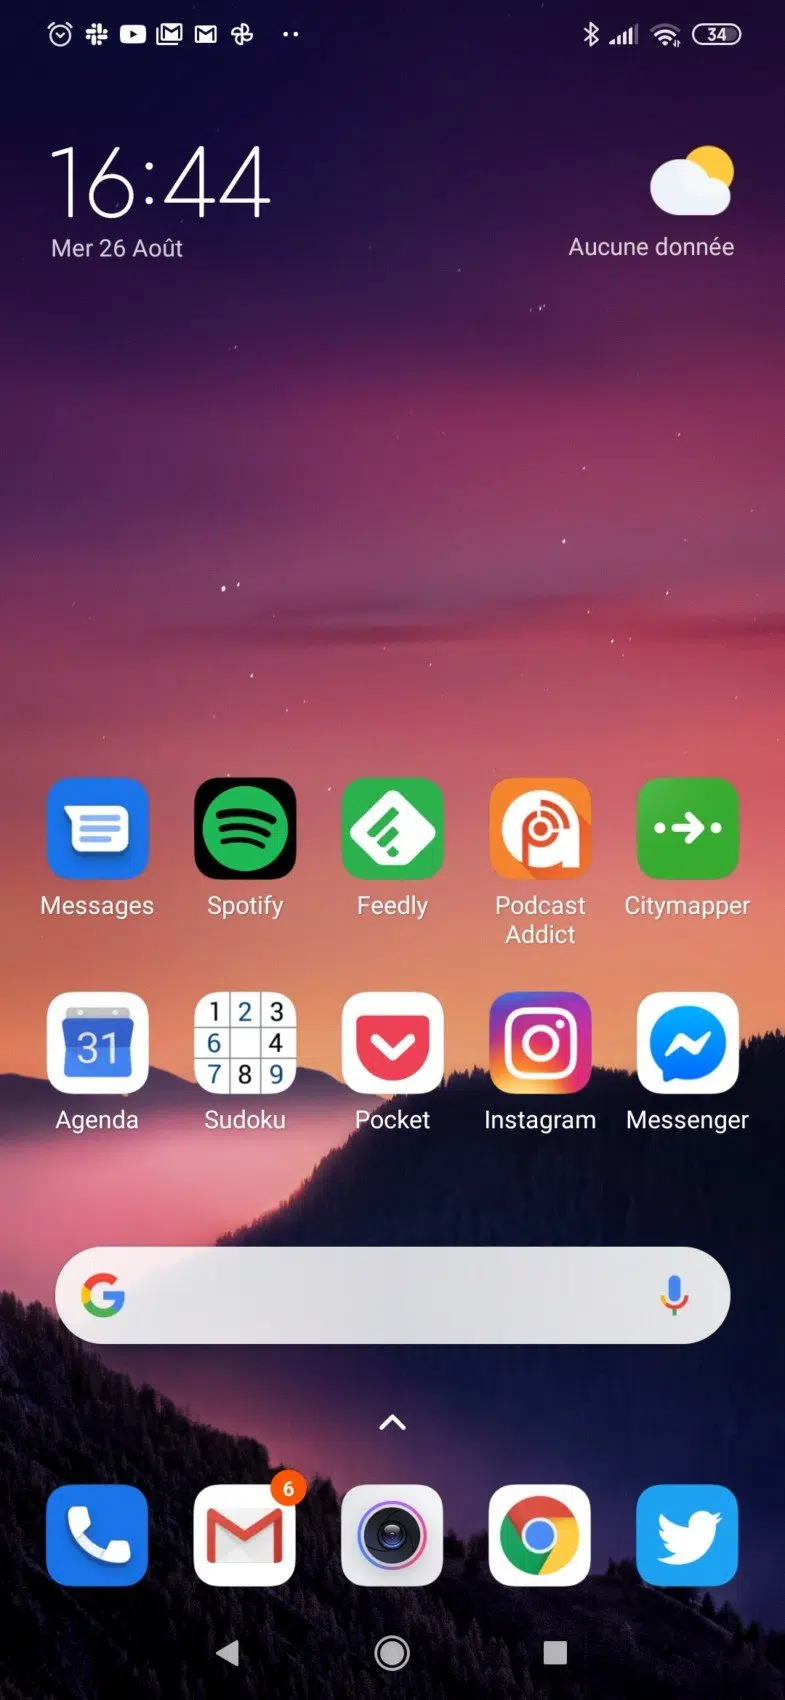 34
16:44
Mer 26 Août
Aucune donnée
Messages
Spotify
Feedly
Podcast
Addict
Citymapper
31
1 2 3
6 4
7 8 9
Agenda
Sudoku
Pocket
Instagram
Messenger
G
6